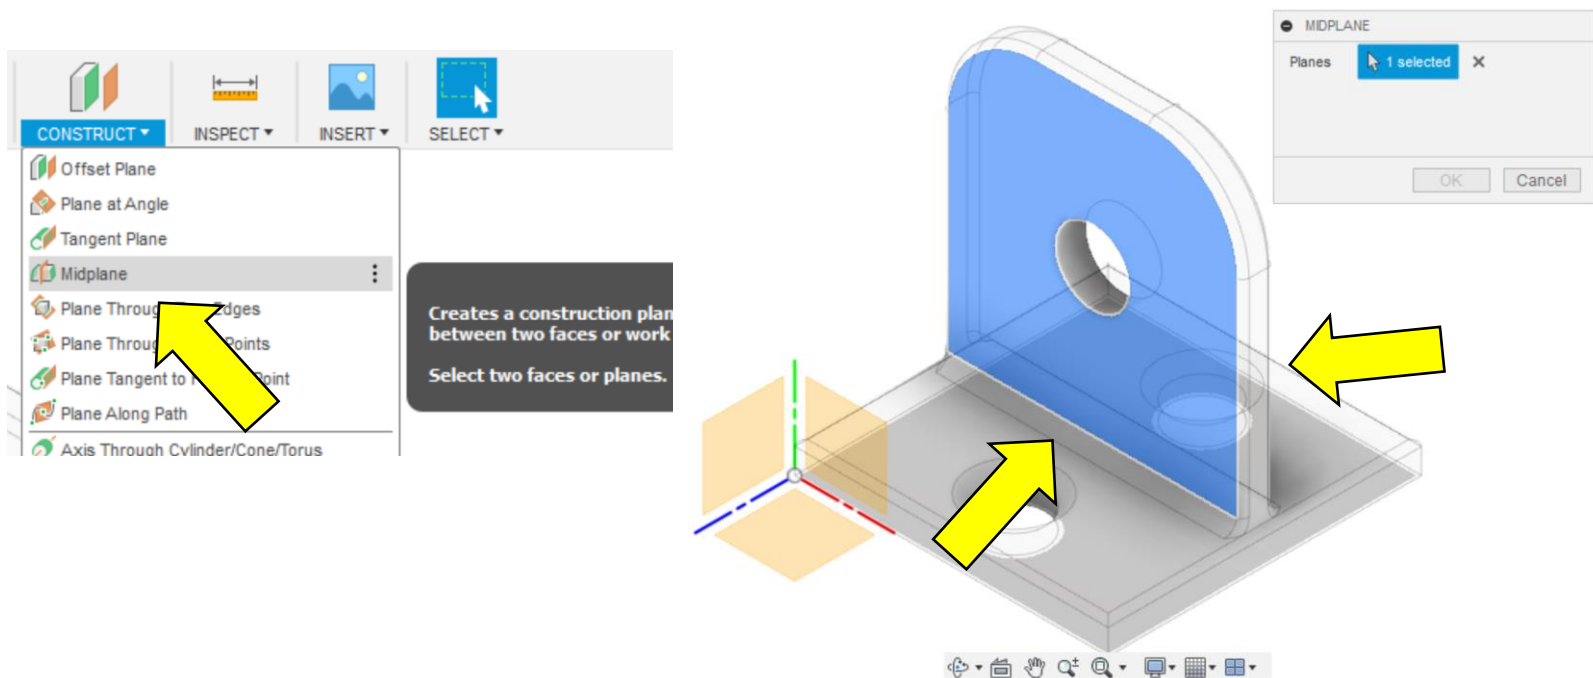 CONSTRUCT
INSPECT
INSERT
SELECT
Offset Plane
Plane at Angle
Tangent Plane
Midplane
Plane Throug Edges
Plane Throug Points
Plane Tangent to Point
Plane Along Path
Axis Through Cylinder/Cone/Torus
Creates a construction plan
between two faces or work
Select two faces or planes.
MIDPLANE
Planes 1 selected
OK Cancel